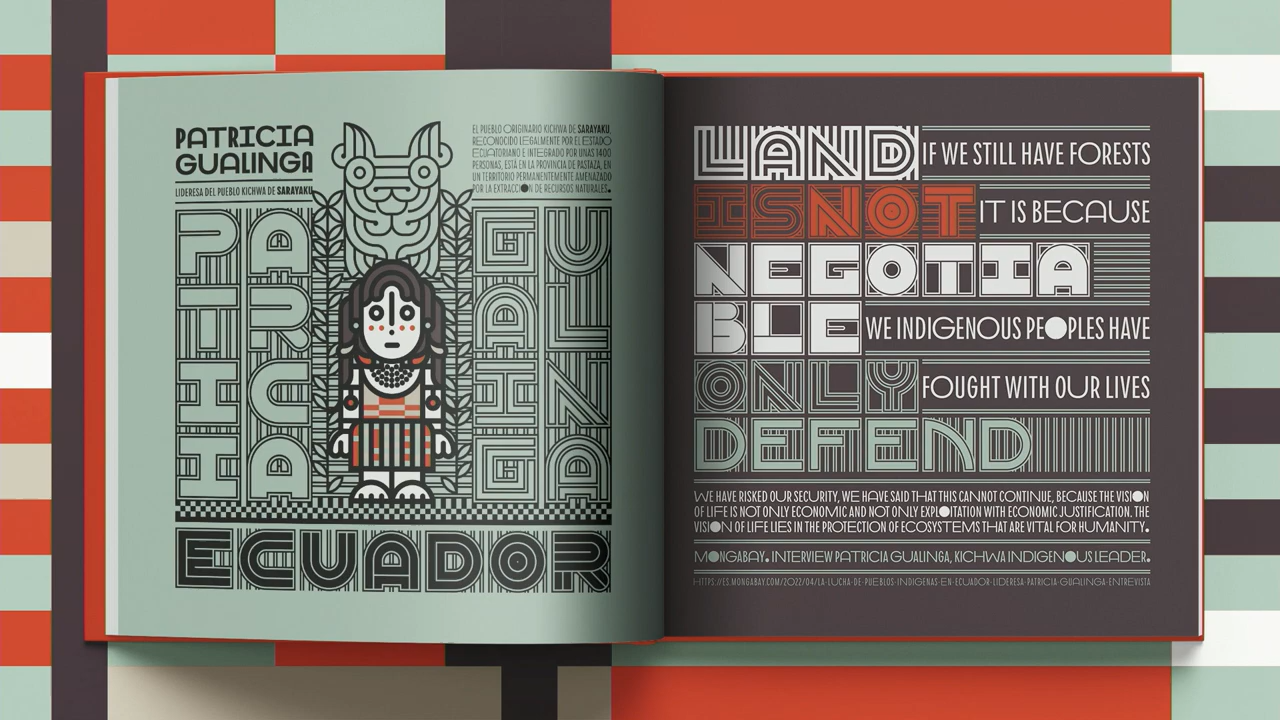 PATRICIA
GUALINGA
LIDERESA DEL PUEBLO KICHWA DE SARAYAKU
EL PUEBLO ORIGINARIO KICHWA DE SARAYAKU,
RECONOCIDO LEGALMENTE POR EL ESTADO
ECUATORIANO E INTEGRADO POR UNAS 1400
PERSONAS, ESTÁ EN LA PROVINCIA DE PASTAZA, EN
UN TERRITORIO PERMANENTEMENTE AMENAZADO
POR LA EXTRACCION DE RECURSOS NATURALES.
ECUADOR
LAND IF WE STILL HAVE FORESTS
IS NOT IT IS BECAUSE
NEGOTIA
BLE WE INDIGENOUS PEOPLES HAVE
ONLY FOUGHT WITH OUR LIVES
DEFEND
WE HAVE RISKED OUR SECURITY, WE HAVE SAID THAT THIS CANNOT CONTINUE, BECAUSE THE VISION
OF LIFE IS NOT ONLY ECONOMIC AND NOT ONLY EXPLOITATION WITH ECONOMIC JUSTIFICATION. THE
VISION OF LIFE LIES IN THE PROTECTION OF ECOSYSTEMS THAT ARE VITAL FOR HUMANITY.
MONGABAY. INTERVIEW PATRICIA GUALINGA, KICHWA INDIGENOUS LEADER.
HTTPS://ES.MONGABAY.COM/2022/04/LA-LUCHA-DE-PUEBLOS-INDIGENAS-EN-ECUADOR-LIDERESA-PATRICIA-GUALINGA-ENTREVISTA